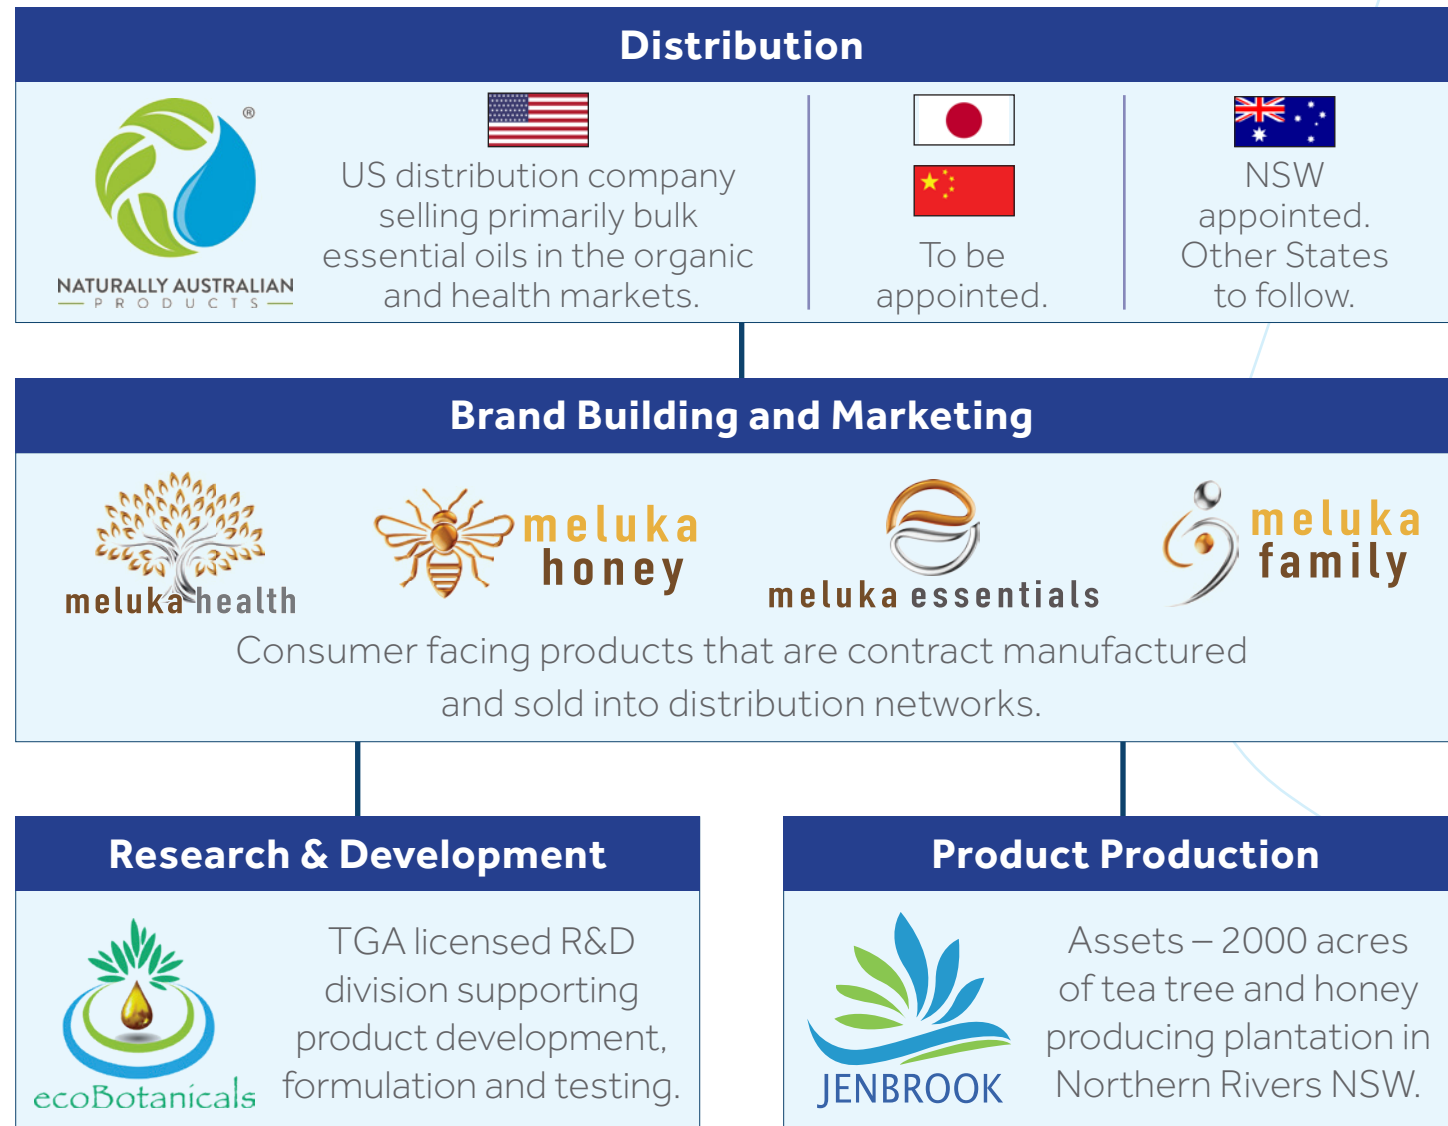 Distribution
®
NATURALLY AUSTRALIAN
PRODUCTS
US distribution company
selling primarily bulk
essential oils in the organic
and health markets.
To be
appointed.
NSW
appointed.
Other States
to follow.
Brand Building and Marketing
meluka health
meluka
honey
meluka essentials
meluka
family
Consumer facing products that are contract manufactured
and sold into distribution networks.
Research & Development
ecoBotanicals
TGA licensed R&D
division supporting
product development,
formulation and testing.
Product Production
JENBROOK
Assets – 2000 acres
of tea tree and honey
producing plantation in
Northern Rivers NSW.